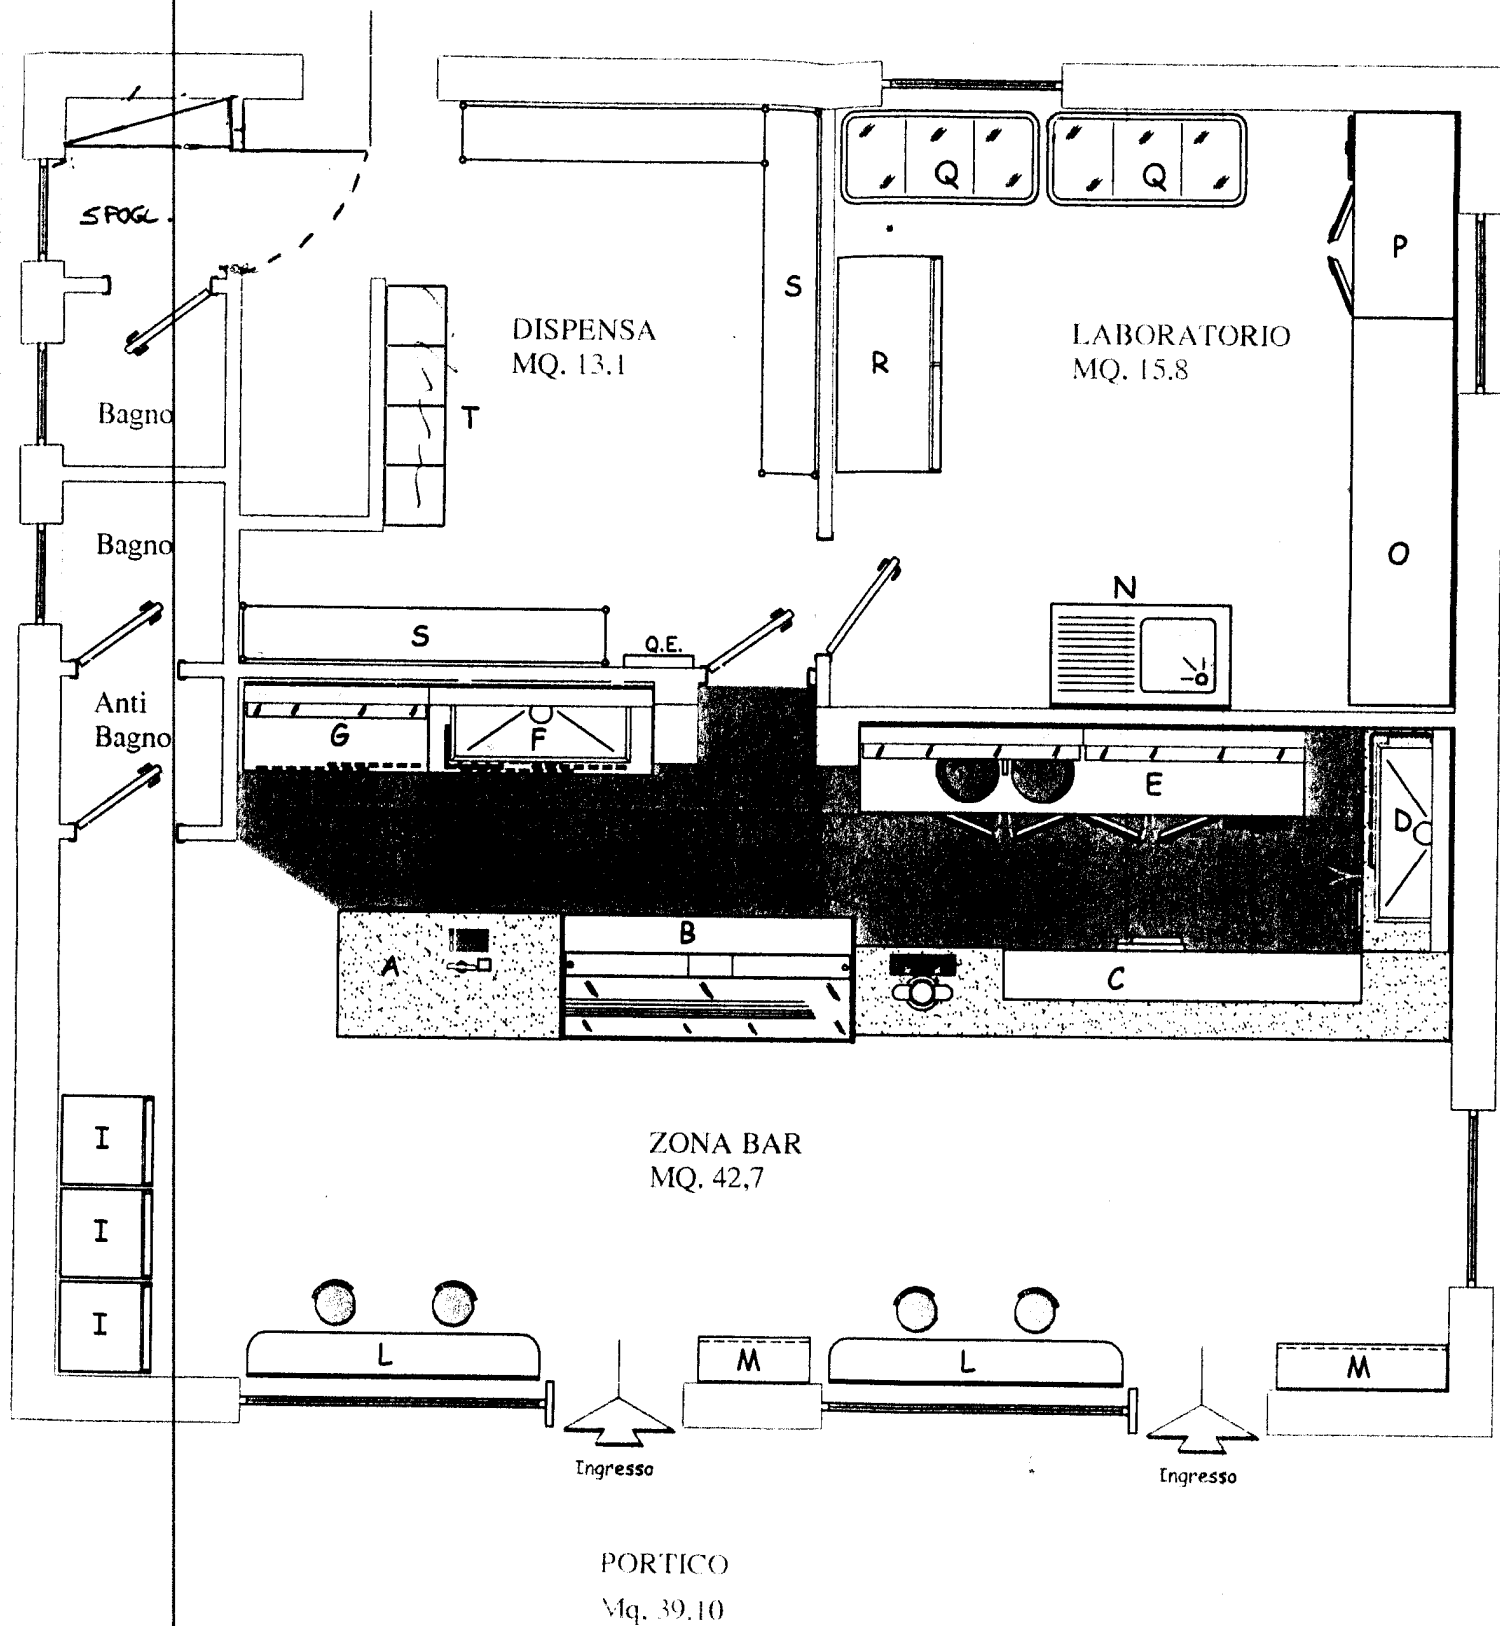 SPOGL.
Q
Q
P
S
DISPENSA
MQ. 13.1
LABORATORIO
MQ. 15.8
R
T
Bagno
Bagno
O
N
S
Q.E.
Anti
Bagno
G
F
E
D
B
A
C
I
ZONA BAR
MQ. 42,7
I
I
L
M
L
M
Ingresso
Ingresso
PORTICO
Mq. 39.10